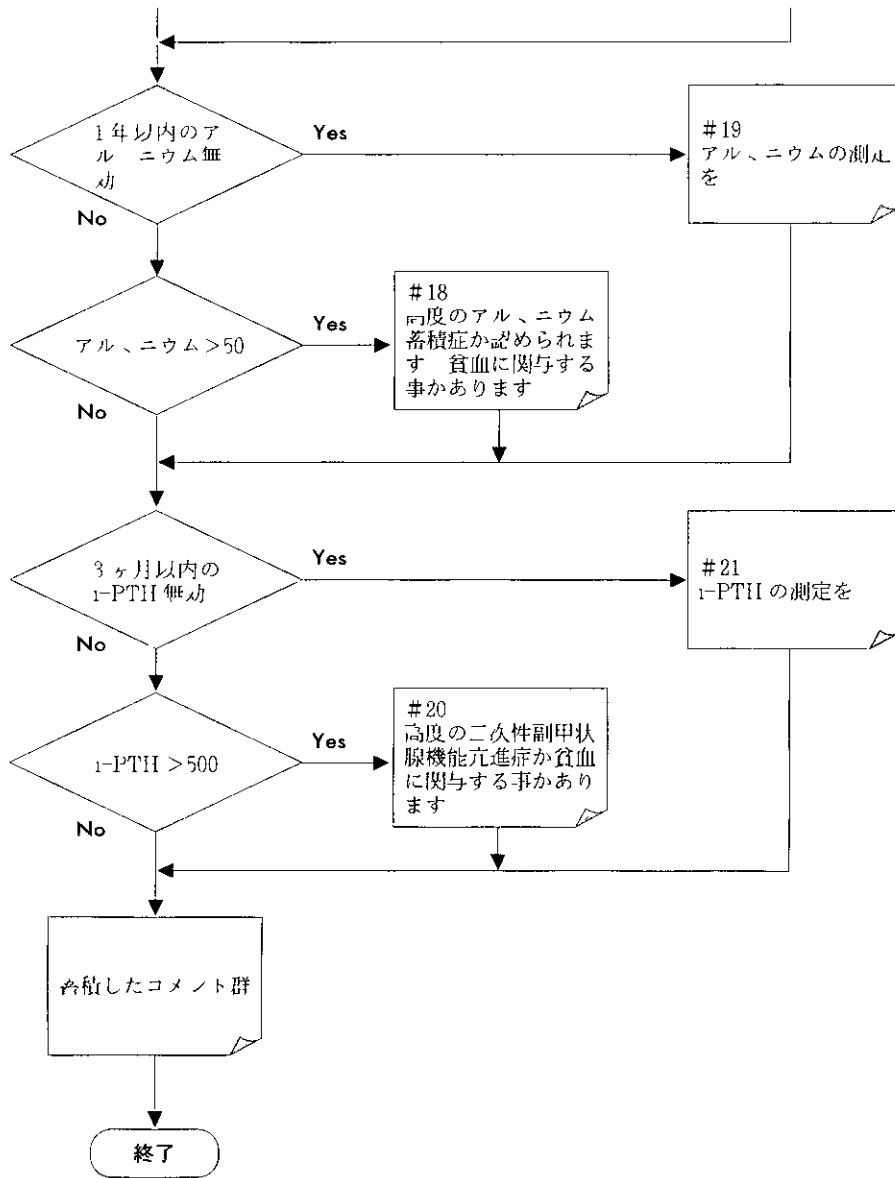 1年以内のア
ルミニウム無
効
Yes
No
#19
アルミニウムの測定
を
アルミニウム>50
Yes
No
#18
高度のアルミニウム
蓄積症か認められま
す 貧血に関与する
事かあります
3ヶ月以内の
i-PTH 無効
Yes
No
#21
i-PTH の測定を
i-PTH >500
Yes
No
#20
高度の二次性副甲状
腺機能亢進症か貧血
に関与する事かあり
ます
蓄積したコメント群
終了